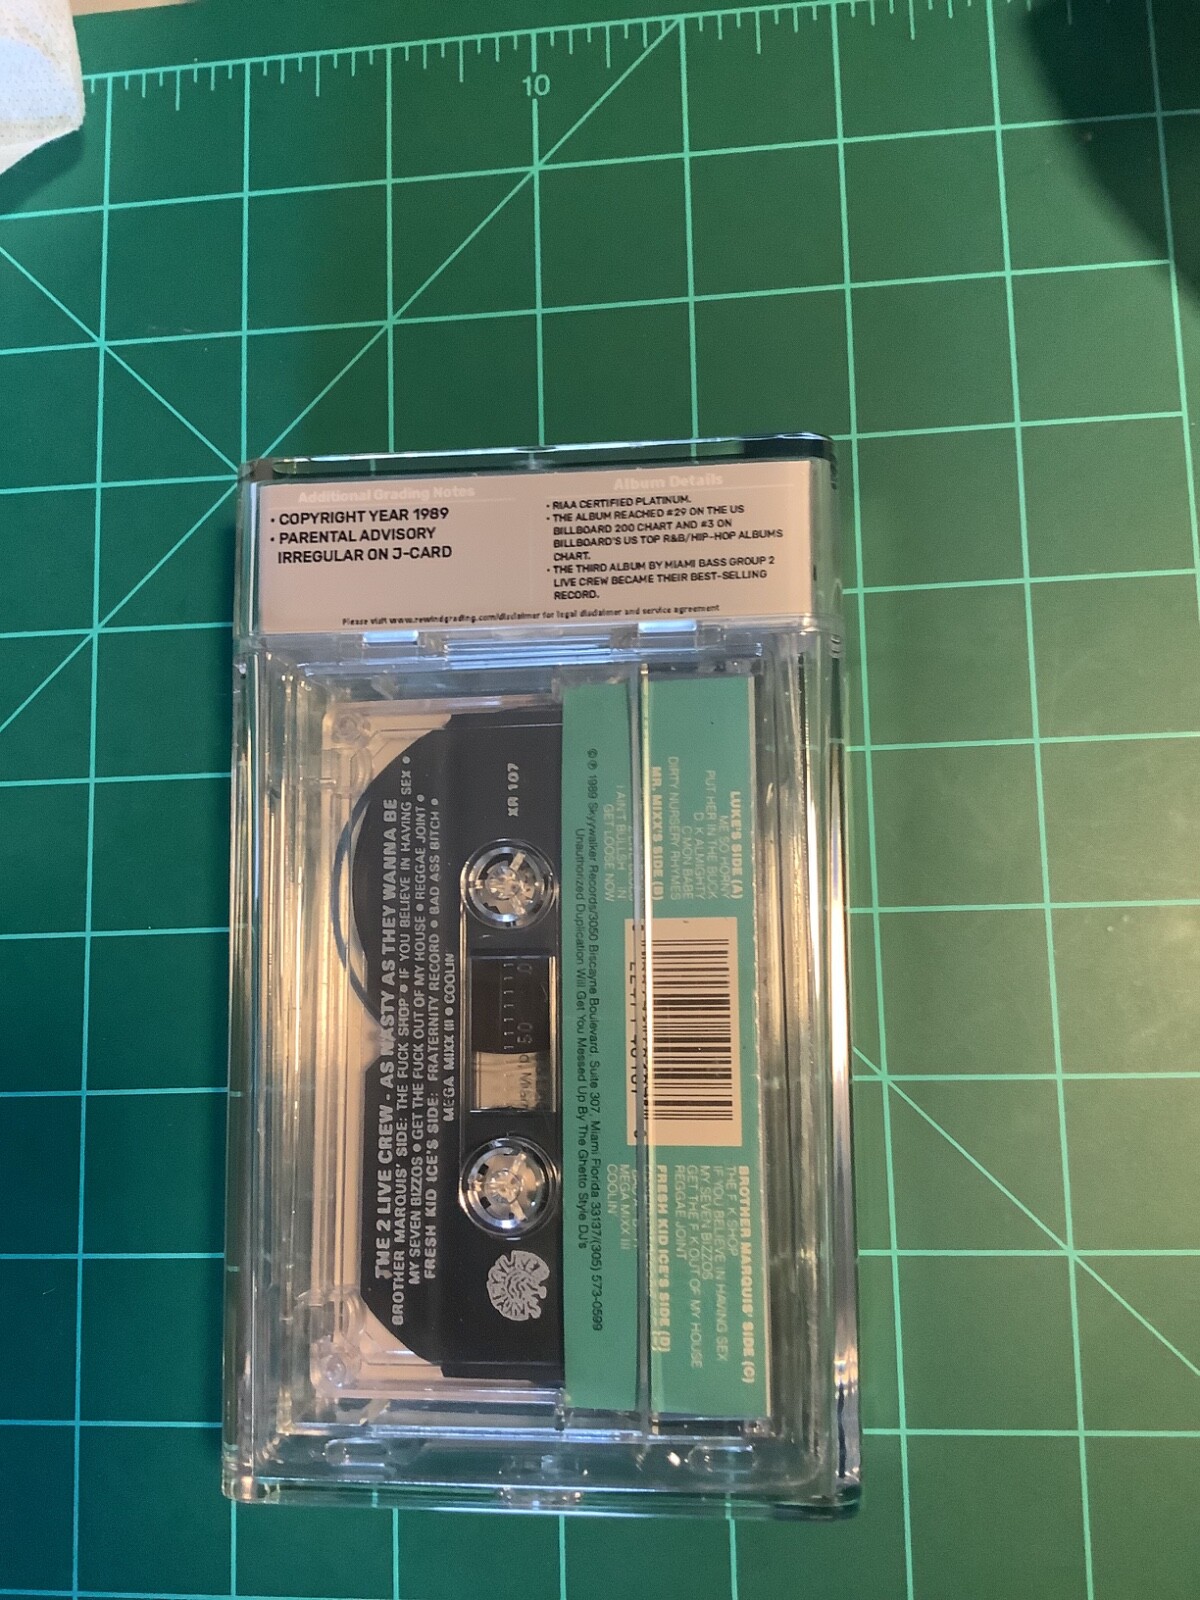 10
Additional Grading Notes
• COPYRIGHT YEAR 1989
• PARENTAL ADVISORY
IRREGULAR ON J-CARD
Album Details
• RIAA CERTIFIED PLATINUM.
• THE ALBUM REACHED #29 ON THE US
BILLBOARD 200 CHART AND #3 ON
BILLBOARD'S US TOP R&B/HIP-HOP ALBUMS
CHART.
• THE THIRD ALBUM BY MIAMI BASS GROUP 2
LIVE CREW BECAME THEIR BEST-SELLING
RECORD.
Please visit www.rewindgrading.com/disclaimer for legal disclaimer and service agreement
THE 2 LIVE CREW - AS NASTY AS THEY WANNA BE
BROTHER MARQUIS' SIDE: THE FUCK SHOP • IF YOU BELIEVE IN HAVING SEX •
MY SEVEN BIZZOS • GET THE FUCK OUT OF MY HOUSE • REGGAE JOINT •
FRESH KID ICE'S SIDE: FRATERNITY RECORD • BAD ASS BITCH •
MEGA MIXX III • COOLIN'
XR 107
50
0
LUKE'S SIDE (A)
ME SO HORNY
PUT HER IN THE BUCK
D. K. ALMIGHTY
C'MON BABE
DIRTY NURSERY RHYMES
MR. MIXX'S SIDE (B)
I AIN'T BULLSH IN
GET LOOSE NOW
BROTHER MARQUIS' SIDE (C)
THE F. K SHOP
IF YOU BELIEVE IN HAVING SEX
MY SEVEN BIZZOS
GET THE F. K OUT OF MY HOUSE
REGGAE JOINT
FRESH KID ICE'S SIDE (D)
MEGA MIXX III
COOLIN'
© ℗ 1989 Skyywalker Records/3050 Biscayne Boulevard, Suite 307, Miami Florida 33137/(305) 573-0599
Unauthorized Duplication Will Get You Messed Up By The Ghetto Style DJ's